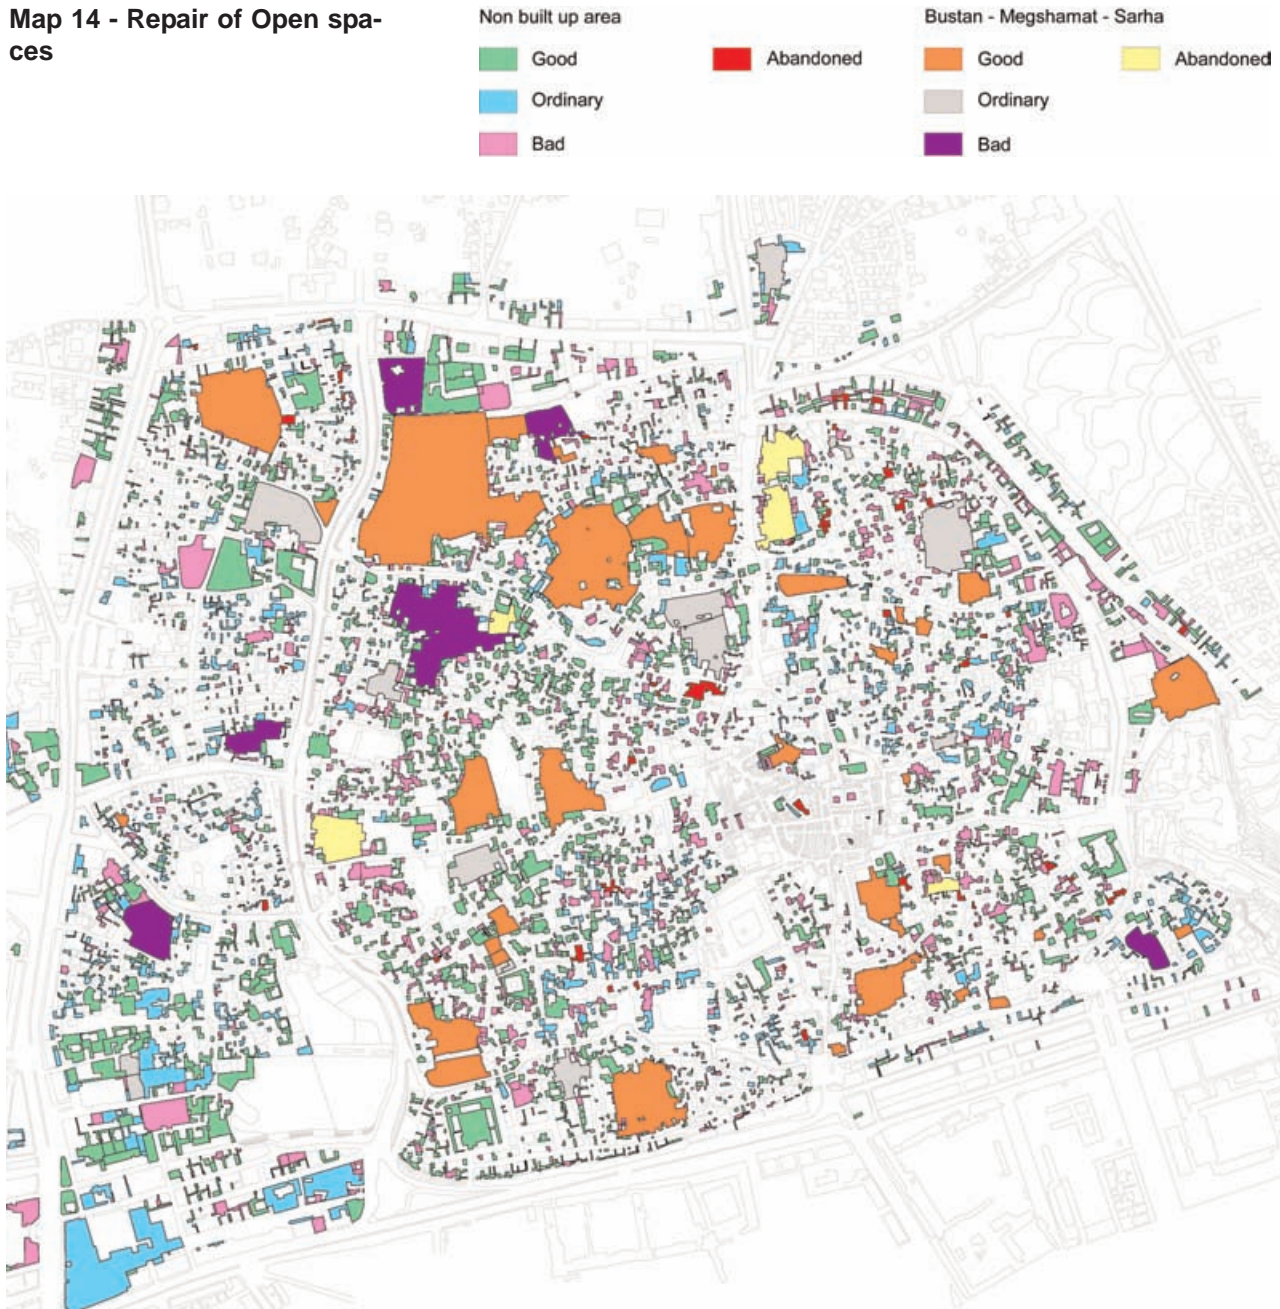 Map 14 - Repair of Open spa-
ces
Non built up area
Good
Abandoned
Ordinary
Bad
Bustan - Megshamat - Sarha
Good
Abandoned
Ordinary
Bad